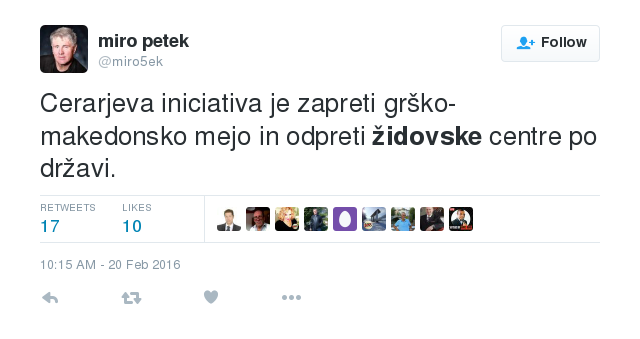 miro petek
@miro5ek
Follow
Cerarjeva iniciativa je zapreti grško-
makedonsko mejo in odpreti židovske centre po
državi.
RETWEETS LIKES
17 10
10:15 AM - 20 Feb 2016